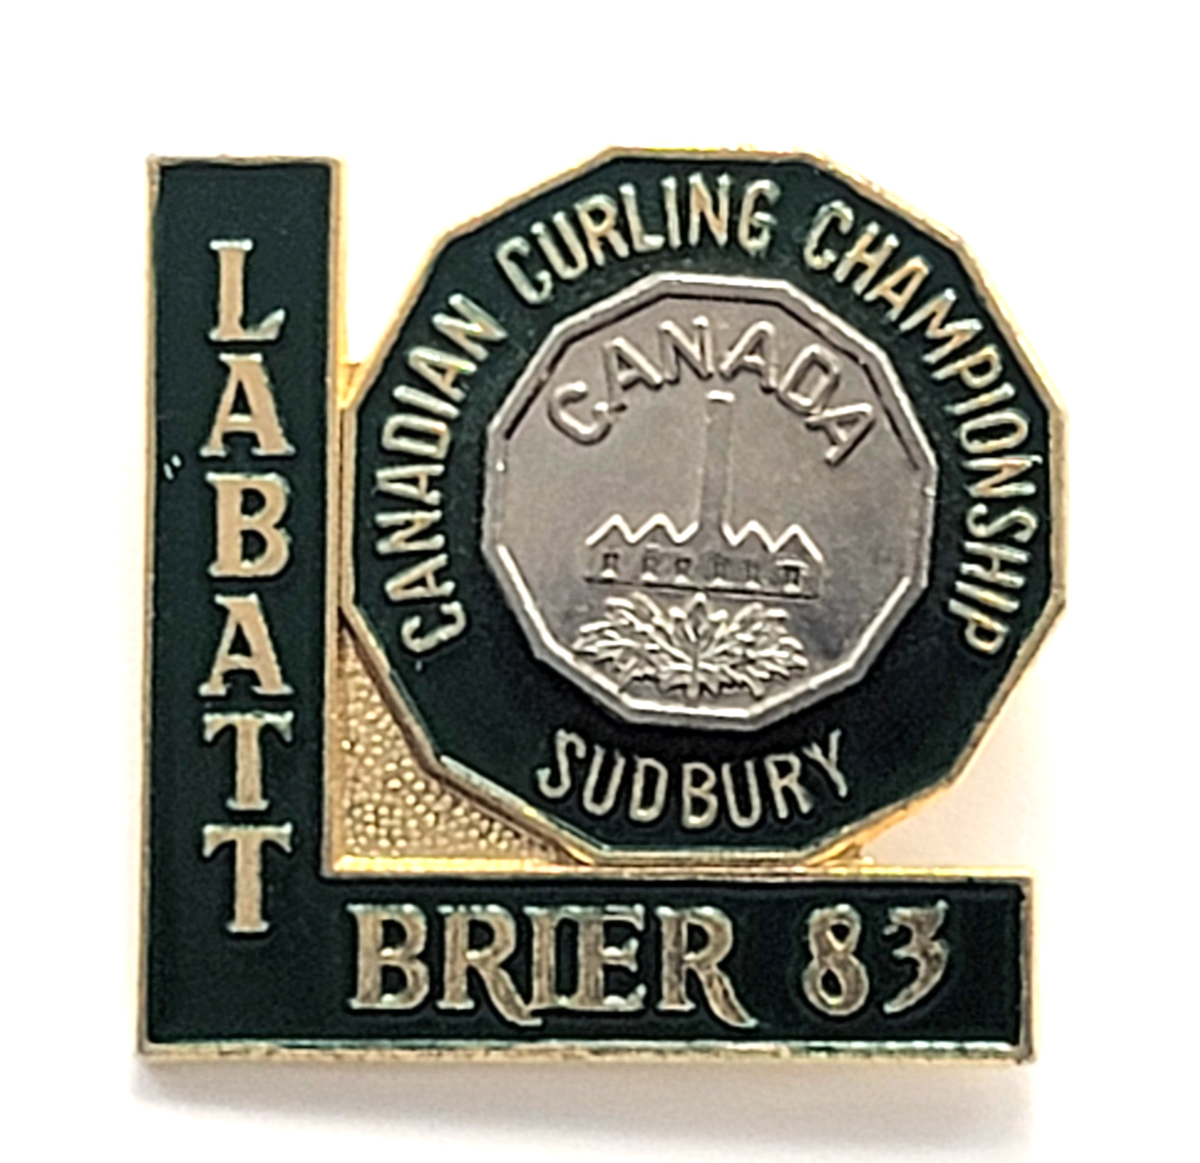 LABATT
BRIER 83
CANADIAN CURLING CHAMPIONSHIP
CANADA
SUDBURY